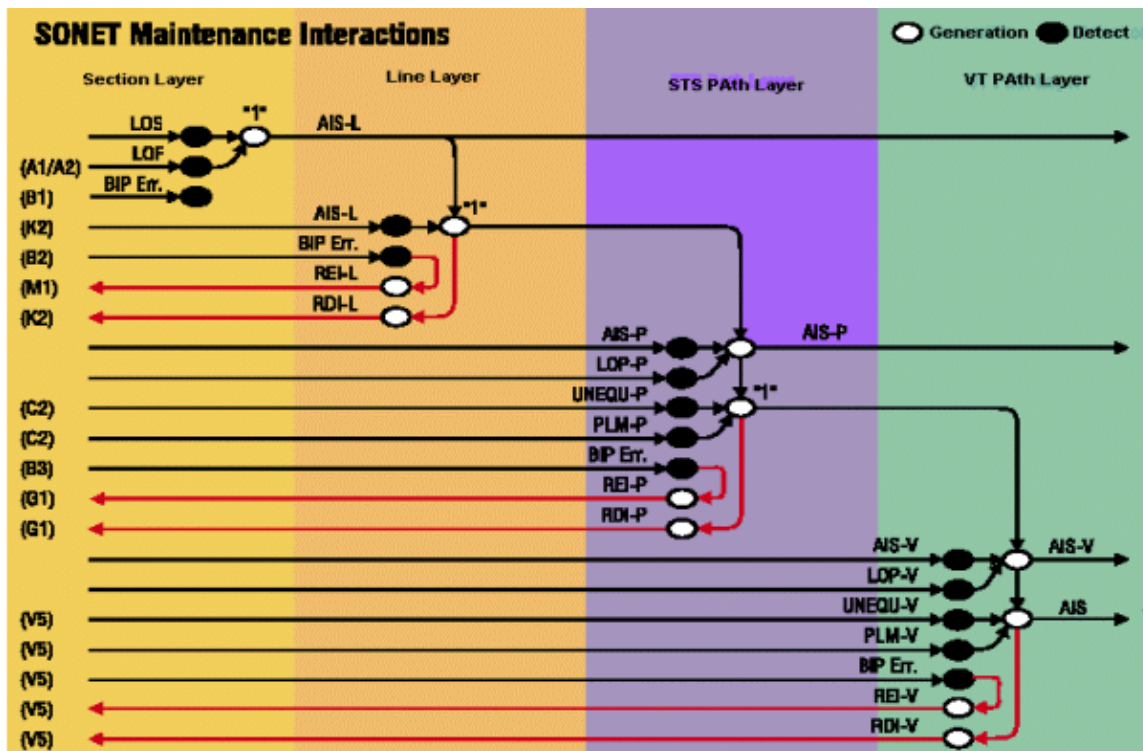 SONET Maintenance Interactions
Generation Detect
Section Layer
Line Layer
STS PAth Layer
VT PAth Layer
LOS
"1"
AIS-L
(A1/A2)
LOF
(B1)
BIP Err.
(K2)
AIS-L
"1"
(B2)
BIP Err.
(M1)
REI-L
(K2)
RDI-L
AIS-P
AIS-P
LOP-P
(C2)
UNEQU-P
"1"
(C2)
PLM-P
(B3)
BIP Err.
(G1)
REI-P
(G1)
RDI-P
AIS-V
AIS-V
LOP-V
(V5)
UNEQU-V
AIS
(V5)
PLM-V
(V5)
BIP Err.
(V5)
REI-V
(V5)
RDI-V